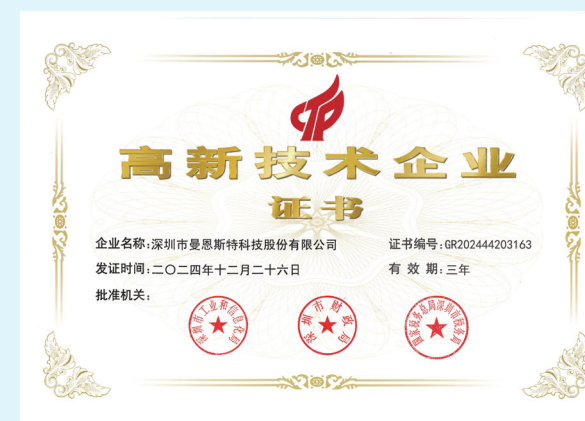 高新技术企业
证书
企业名称:深圳市曼恩斯特科技股份有限公司
证书编号:GR202444203163
发证时间:二〇二四年十二月二十六日
有效期:三年
批准机关:
深圳市工业和信息化局
深圳市财政局
国家税务总局深圳市税务局